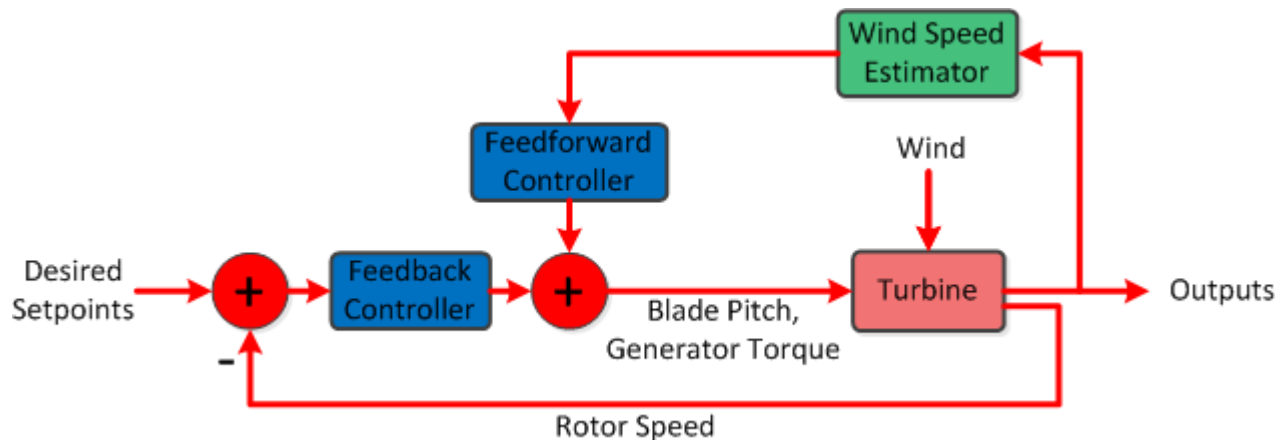 Wind Speed
Estimator
Feedforward
Controller
Wind
Desired
Setpoints
+
Feedback
Controller
+
Turbine
Outputs
Blade Pitch,
Generator Torque
-
Rotor Speed